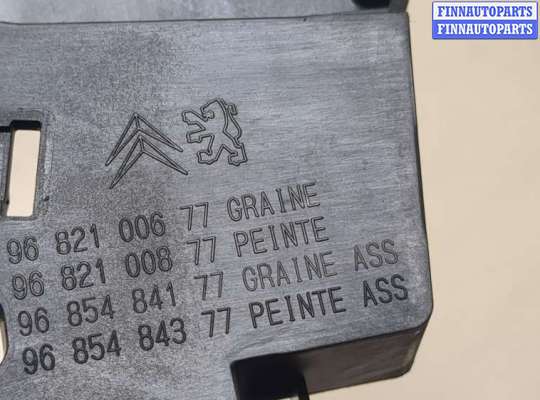 FINNAUTOPARTS
FINNAUTOPARTS
96 821 006 77 GRAINE
96 821 008 77 PEINTE
96 854 841 77 GRAINE ASS
96 854 843 77 PEINTE ASS